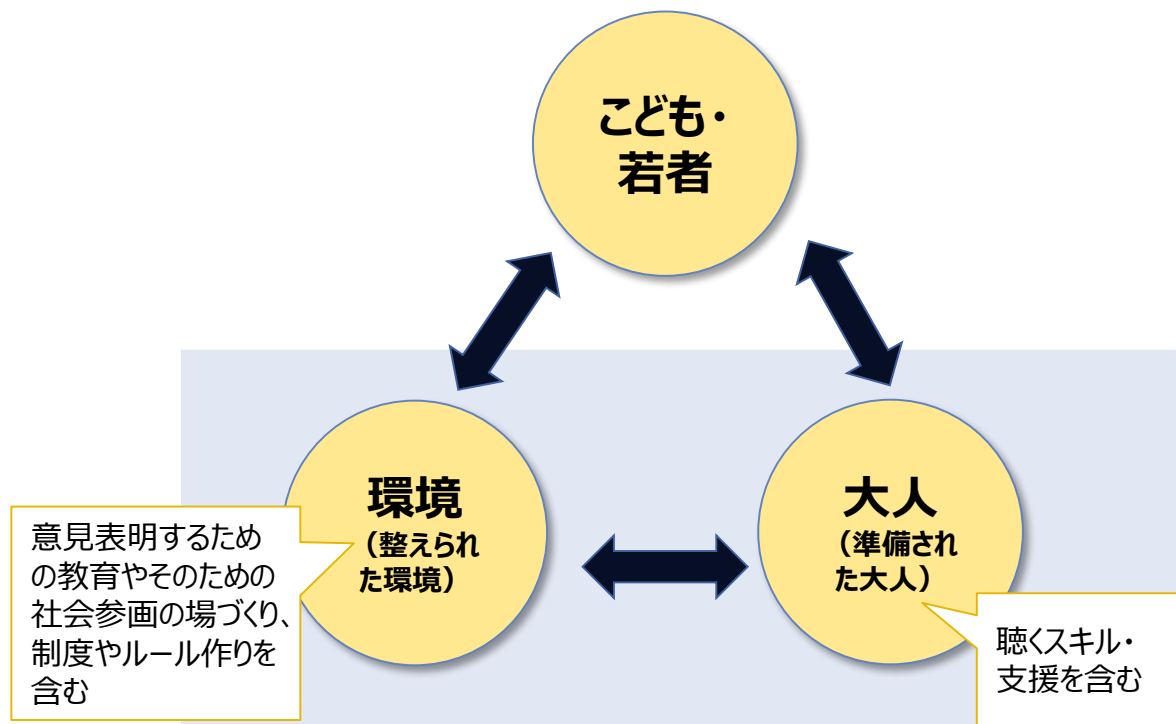 こども・
若者
環境
（整えられ
た環境）
大人
（準備され
た大人）
意見表明するため
の教育やそのための
社会参画の場づくり、
制度やルール作りを
含む
聴くスキル・
支援を含む